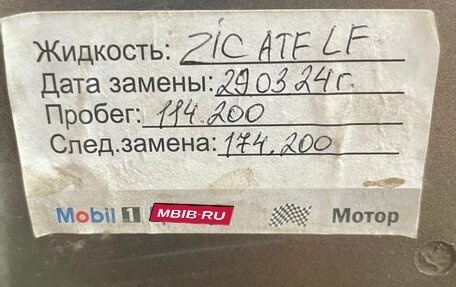 Жидкость: ZIC ATF LF
Дата замены: 29 03 24 г.
Пробег: 114.200
След.замена: 174.200
Mobil 1 MBIB-RU Мотор